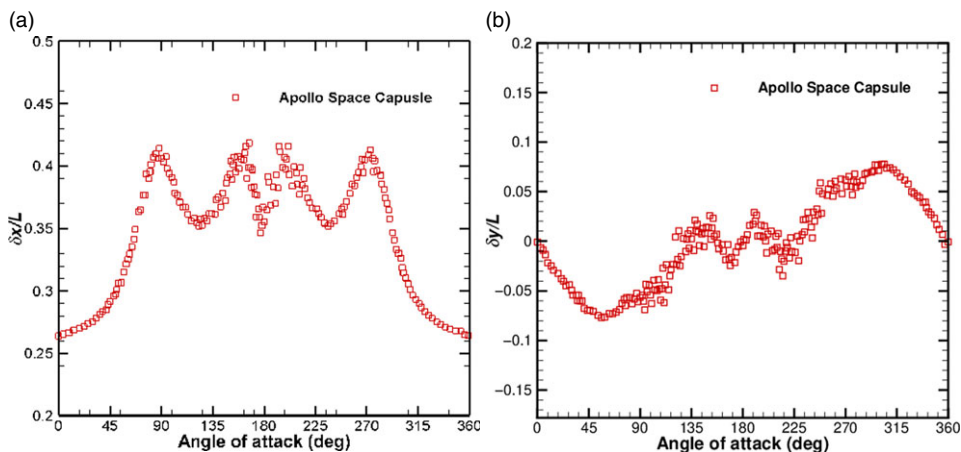 (a)
0.5
0.45
0.4
0.35
0.3
0.25
0.2
δx/L
Apollo Space Capusle
0 45 90 135 180 225 270 315 360
Angle of attack (deg)
(b)
0.2
0.15
0.1
0.05
0
−0.05
−0.1
−0.15
δy/L
Apollo Space Capsule
0 45 90 135 180 225 270 315 360
Angle of attack (deg)